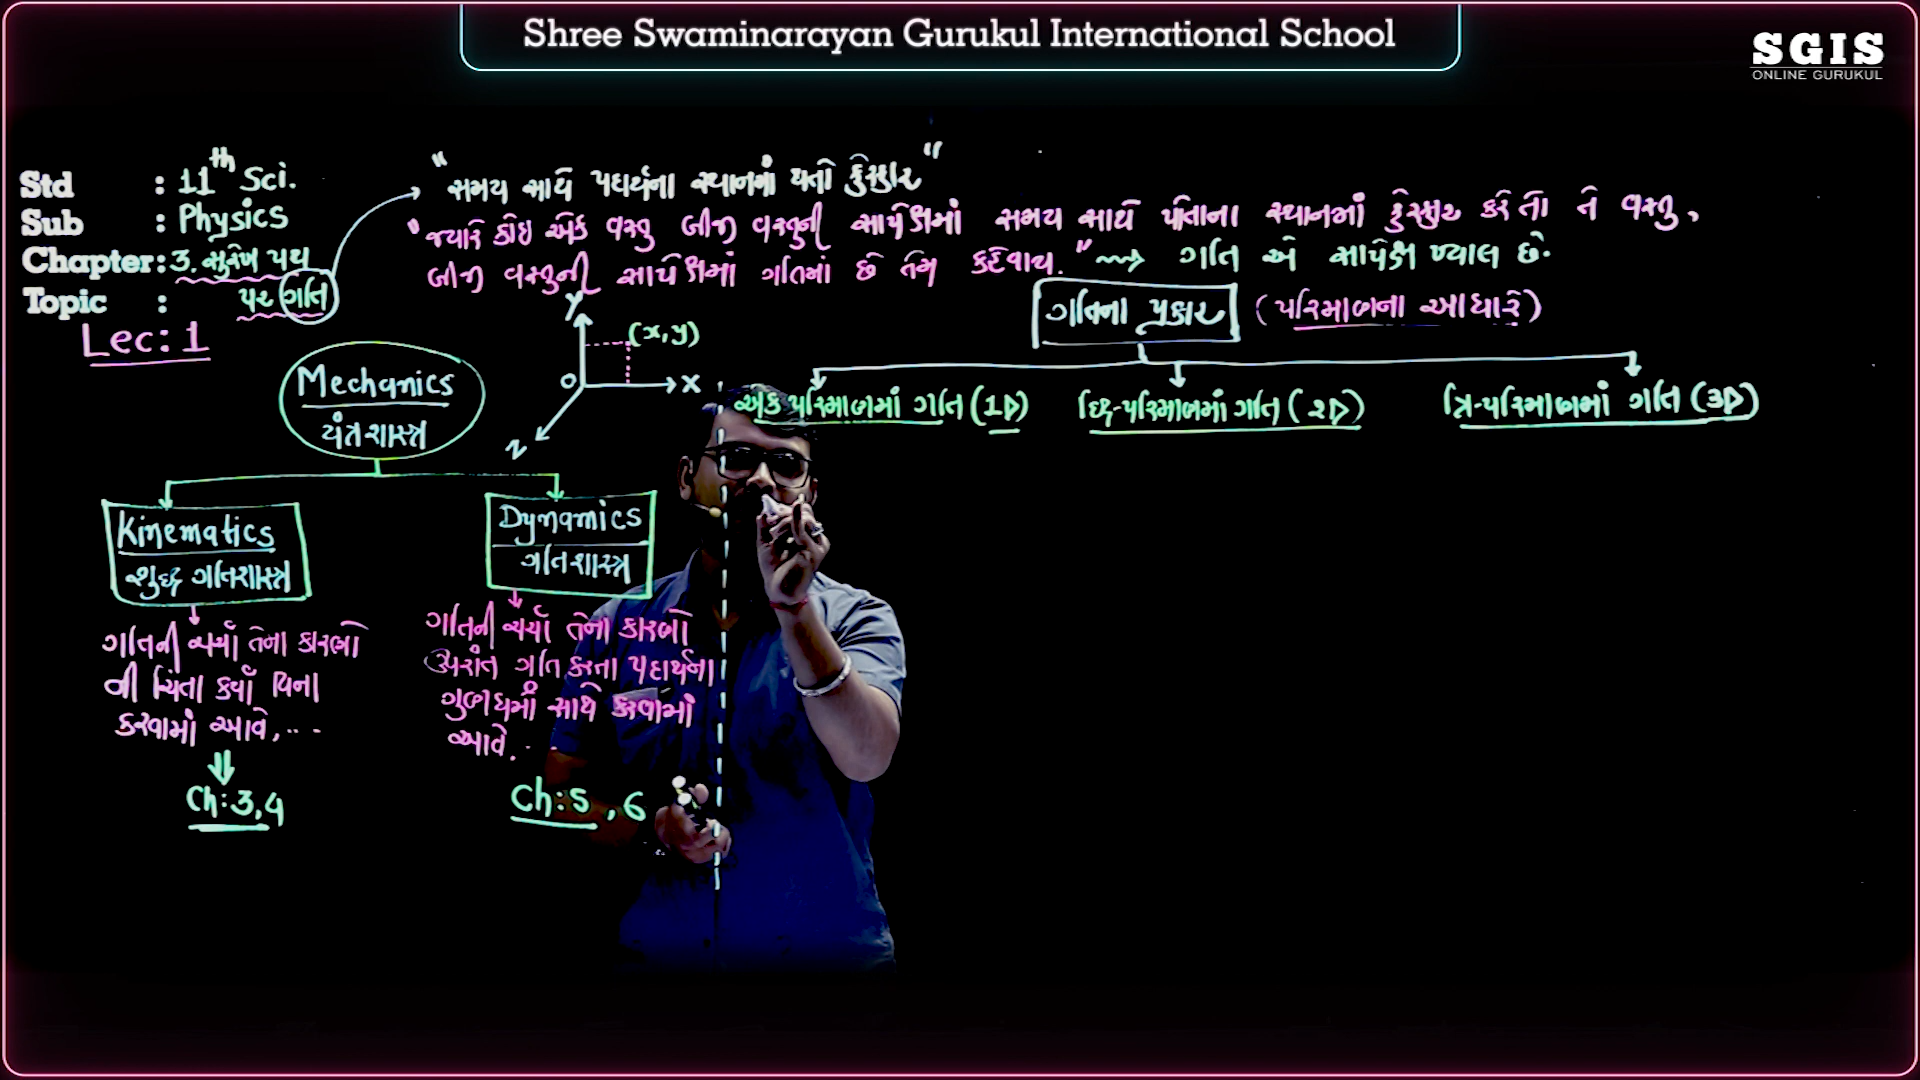 Shree Swaminarayan Gurukul International School
SGIS
ONLINE GURUKUL
Std : 11th Sci.
Sub : Physics
Chapter : 3. સુરેખ પથ
Topic : પર ગતિ
Lec: 1
"સમય સાથે પદાર્થના સ્થાનમાં થતો ફેરફાર"
"જ્યારે કોઇ એક વસ્તુ બીજી વસ્તુની સાપેક્ષમાં સમય સાથે પોતાના સ્થાનમાં ફેરફાર કરે તો તે વસ્તુ,
બીજી વસ્તુની સાપેક્ષમાં ગતિમાં છે તેમ કહેવાય." ⇝ ગતિ એ સાપેક્ષ ખ્યાલ છે.
ગતિના પ્રકાર (પરિમાણના આધારે)
એક પરિમાણમાં ગતિ (1D)
દ્વિ-પરિમાણમાં ગતિ (2D)
ત્રિ-પરિમાણમાં ગતિ (3D)
Y
(x,y)
O
X
Z
Mechanics
યંત્રશાસ્ત્ર
Kinematics
શુદ્ધ ગતિશાસ્ત્ર
ગતિની ચર્ચા તેના કારણો
ની ચિંતા કર્યા વિના
કરવામાં આવે,...
Ch:3,4
Dynamics
ગતિશાસ્ત્ર
ગતિની ચર્ચા તેના કારણો
ઉપરાંત ગતિ કરતા પદાર્થના
ગુણધર્મો સાથે કરવામાં
આવે...
Ch:5, 6